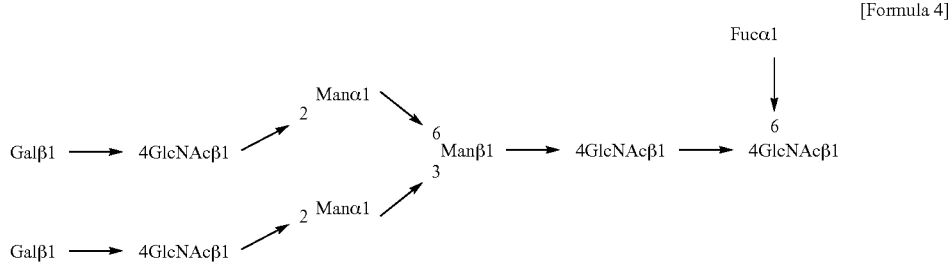 [Formula 4]
Fucα1
Manα1
2
6
6
Galβ1 4GlcNAcβ1 Manβ1 4GlcNAcβ1 4GlcNAcβ1
3
2 Manα1
Galβ1 4GlcNAcβ1